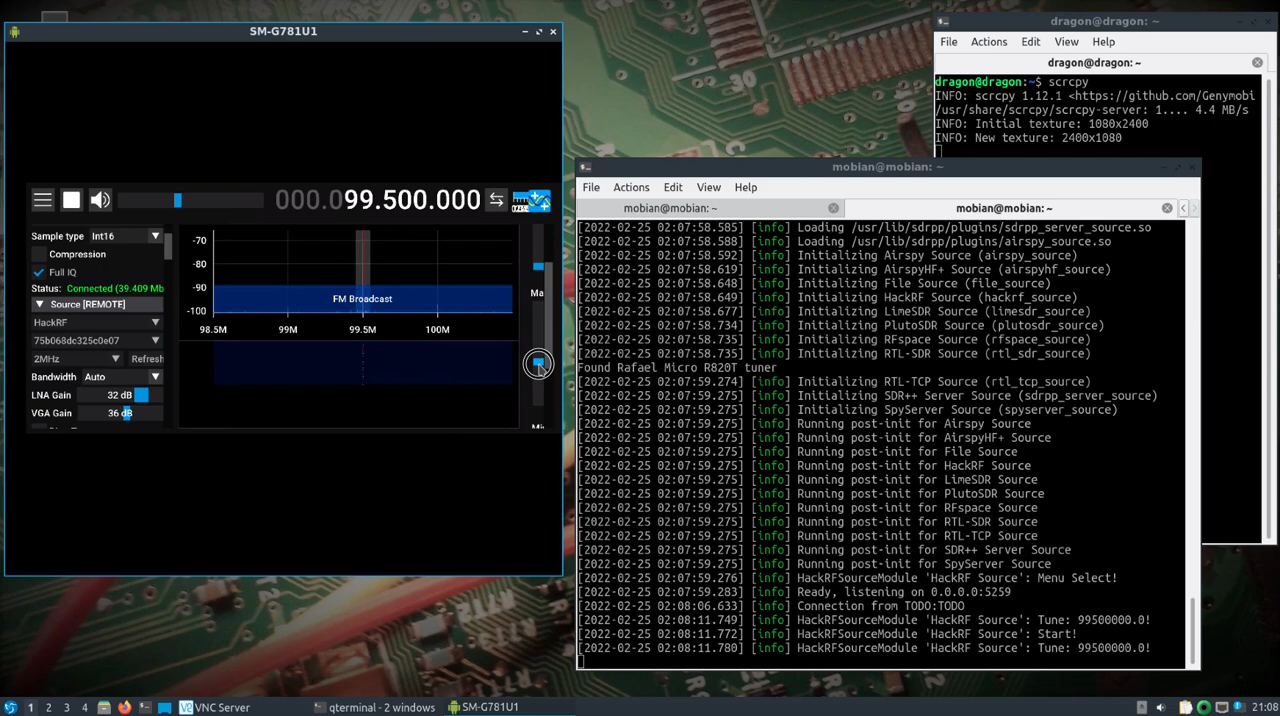 SM-G781U1
000.099.500.000
Sample type Int16
Compression
Full IQ
Status: Connected (39.409 Mb
Source [REMOTE]
HackRF
75b068dc325c0e07
2MHz Refresh
Bandwidth Auto
LNA Gain 32 dB
VGA Gain 36 dB
-70
-80
-90
-100
FM Broadcast
98.5M 99M 99.5M 100M
Ma
Mi
dragon@dragon: ~
File Actions Edit View Help
dragon@dragon: ~
dragon@dragon:~$ scrcpy
INFO: scrcpy 1.12.1 <https://github.com/Genymobi
/usr/share/scrcpy/scrcpy-server: 1.... 4.4 MB/s
INFO: Initial texture: 1080x2400
INFO: New texture: 2400x1080
mobian@mobian: ~
File Actions Edit View Help
mobian@mobian: ~ mobian@mobian: ~
[2022-02-25 02:07:58.585] [info] Loading /usr/lib/sdrpp/plugins/sdrpp_server_source.so
[2022-02-25 02:07:58.588] [info] Loading /usr/lib/sdrpp/plugins/airspy_source.so
[2022-02-25 02:07:58.592] [info] Initializing Airspy Source (airspy_source)
[2022-02-25 02:07:58.619] [info] Initializing AirspyHF+ Source (airspyhf_source)
[2022-02-25 02:07:58.648] [info] Initializing File Source (file_source)
[2022-02-25 02:07:58.649] [info] Initializing HackRF Source (hackrf_source)
[2022-02-25 02:07:58.677] [info] Initializing LimeSDR Source (limesdr_source)
[2022-02-25 02:07:58.734] [info] Initializing PlutoSDR Source (plutosdr_source)
[2022-02-25 02:07:58.735] [info] Initializing RFspace Source (rfspace_source)
[2022-02-25 02:07:58.735] [info] Initializing RTL-SDR Source (rtl_sdr_source)
Found Rafael Micro R820T tuner
[2022-02-25 02:07:59.274] [info] Initializing RTL-TCP Source (rtl_tcp_source)
[2022-02-25 02:07:59.275] [info] Initializing SDR++ Server Source (sdrpp_server_source)
[2022-02-25 02:07:59.275] [info] Initializing SpyServer Source (spyserver_source)
[2022-02-25 02:07:59.275] [info] Running post-init for Airspy Source
[2022-02-25 02:07:59.275] [info] Running post-init for AirspyHF+ Source
[2022-02-25 02:07:59.275] [info] Running post-init for File Source
[2022-02-25 02:07:59.275] [info] Running post-init for HackRF Source
[2022-02-25 02:07:59.275] [info] Running post-init for LimeSDR Source
[2022-02-25 02:07:59.275] [info] Running post-init for PlutoSDR Source
[2022-02-25 02:07:59.275] [info] Running post-init for RFspace Source
[2022-02-25 02:07:59.275] [info] Running post-init for RTL-SDR Source
[2022-02-25 02:07:59.275] [info] Running post-init for RTL-TCP Source
[2022-02-25 02:07:59.275] [info] Running post-init for SDR++ Server Source
[2022-02-25 02:07:59.275] [info] Running post-init for SpyServer Source
[2022-02-25 02:07:59.276] [info] HackRFSourceModule 'HackRF Source': Menu Select!
[2022-02-25 02:07:59.283] [info] Ready, listening on 0.0.0.0:5259
[2022-02-25 02:08:06.633] [info] Connection from TODO:TODO
[2022-02-25 02:08:11.749] [info] HackRFSourceModule 'HackRF Source': Tune: 99500000.0!
[2022-02-25 02:08:11.772] [info] HackRFSourceModule 'HackRF Source': Start!
[2022-02-25 02:08:11.780] [info] HackRFSourceModule 'HackRF Source': Tune: 99500000.0!
1 2 3 4 VNC Server qterminal - 2 windows SM-G781U1 21:08